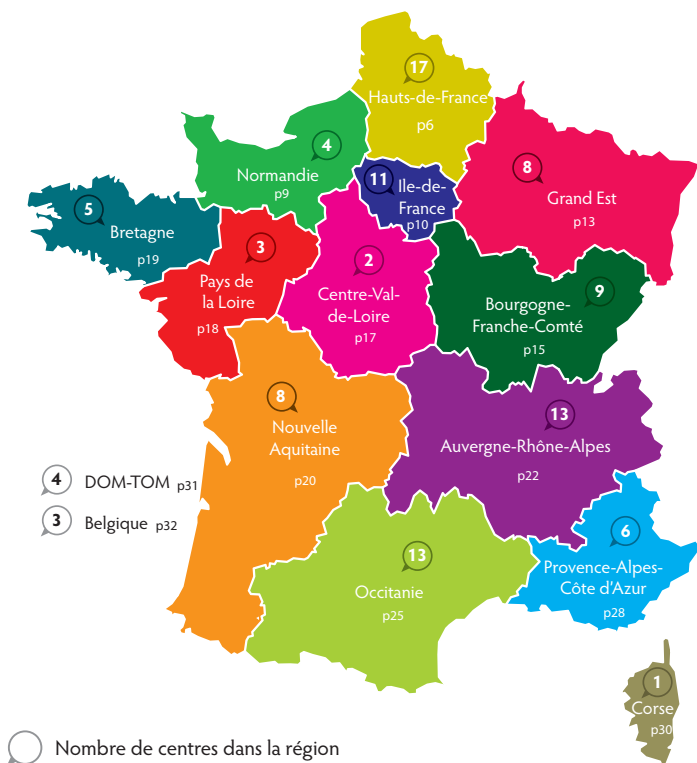 17
Hauts-de-France
p6
4
Normandie
p9
11
Ile-de-
France
p10
8
Grand Est
p13
5
Bretagne
p19
3
Pays de
la Loire
p18
2
Centre-Val-
de-Loire
p17
9
Bourgogne-
Franche-Comté
p15
8
Nouvelle
Aquitaine
p20
13
Auvergne-Rhône-Alpes
p22
4 DOM-TOM p31
3 Belgique p32
13
Occitanie
p25
6
Provence-Alpes-
Côte d'Azur
p28
1
Corse
p30
Nombre de centres dans la région